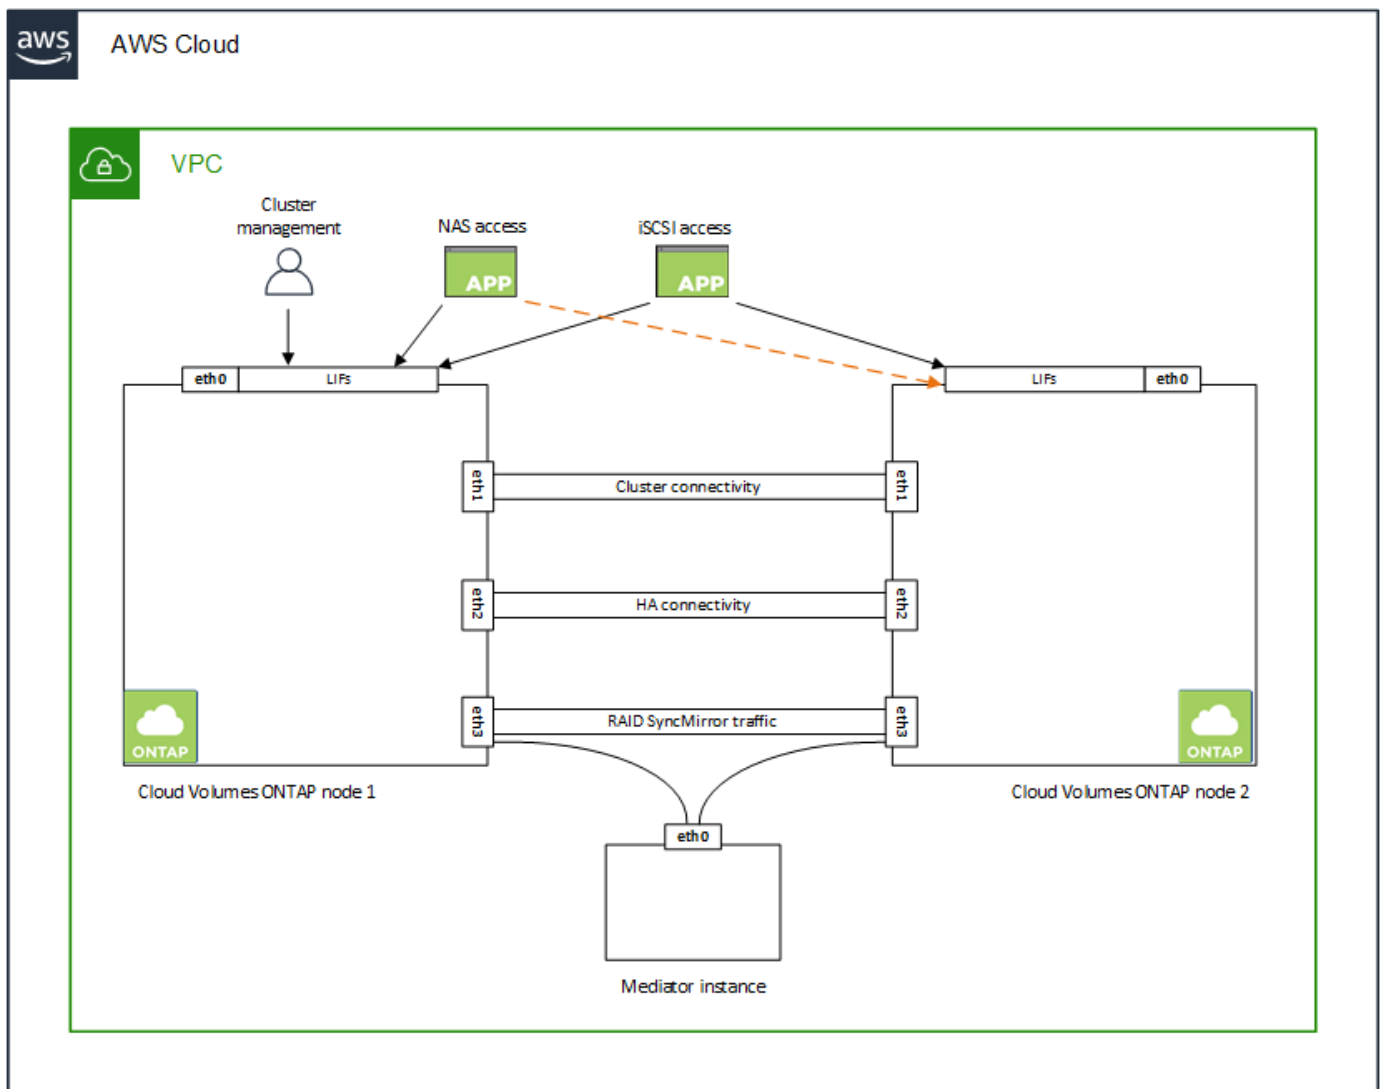 aws
AWS Cloud
VPC
Cluster
management
NAS access
iSCSI access
APP
APP
eth0
LIFs
LIFs
eth0
eth1
Cluster connectivity
eth1
eth2
HA connectivity
eth2
eth3
RAID SyncMirror traffic
eth3
ONTAP
ONTAP
Cloud Volumes ONTAP node 1
Cloud Volumes ONTAP node 2
eth0
Mediator instance